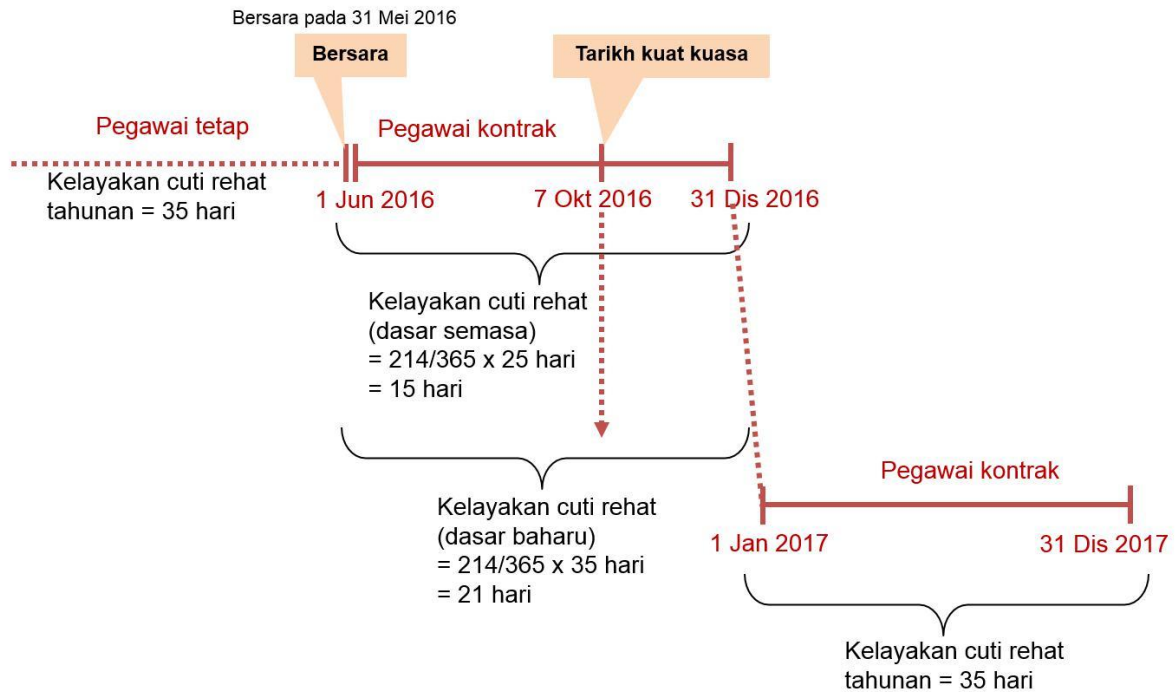 Bersara pada 31 Mei 2016
Bersara
Tarikh kuat kuasa
Pegawai tetap
Pegawai kontrak
Kelayakan cuti rehat
tahunan = 35 hari
1 Jun 2016
7 Okt 2016
31 Dis 2016
Kelayakan cuti rehat
(dasar semasa)
= 214/365 x 25 hari
= 15 hari
Kelayakan cuti rehat
(dasar baharu)
= 214/365 x 35 hari
= 21 hari
Pegawai kontrak
1 Jan 2017
31 Dis 2017
Kelayakan cuti rehat
tahunan = 35 hari